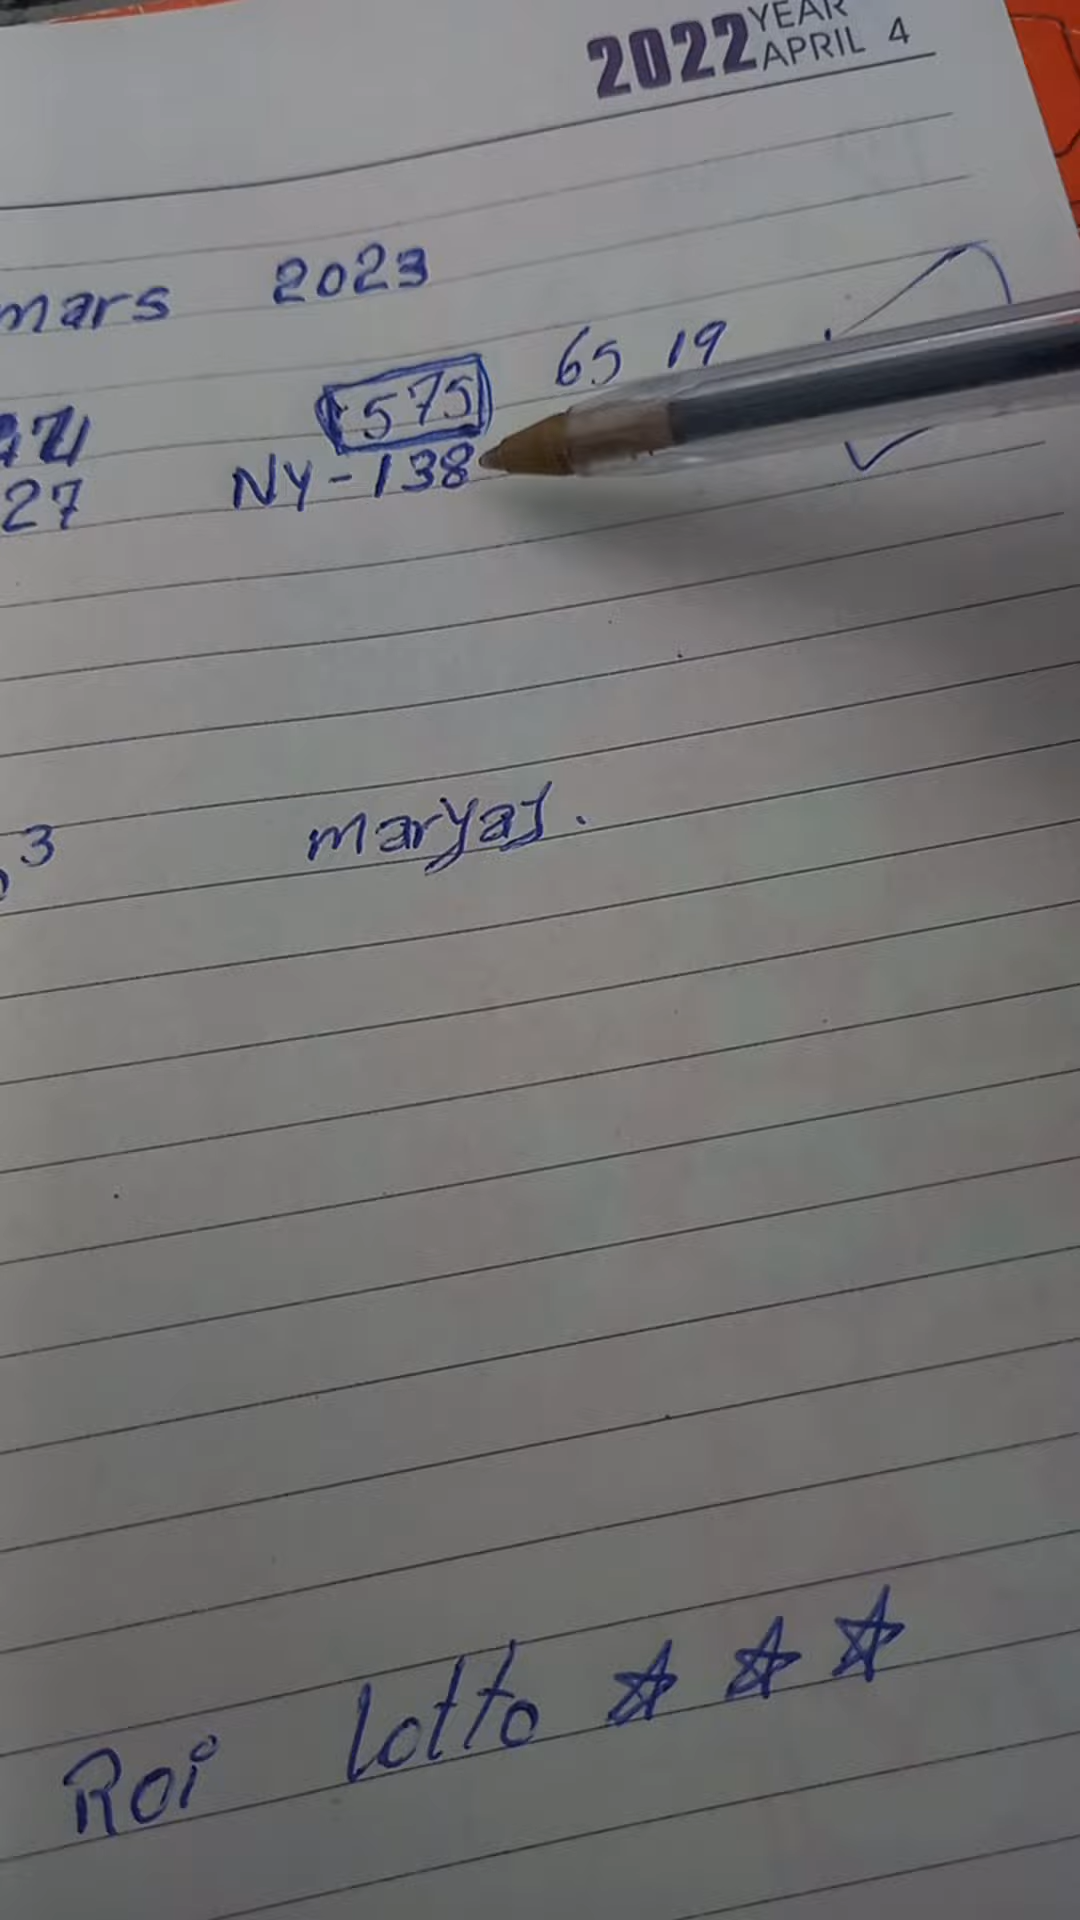 2022 YEAR
APRIL 4
mars 2023
575 65 19
27 NY-138
3 maryaj.
Roi lotto